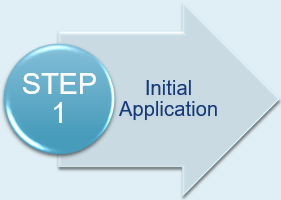 STEP
1
Initial
Application